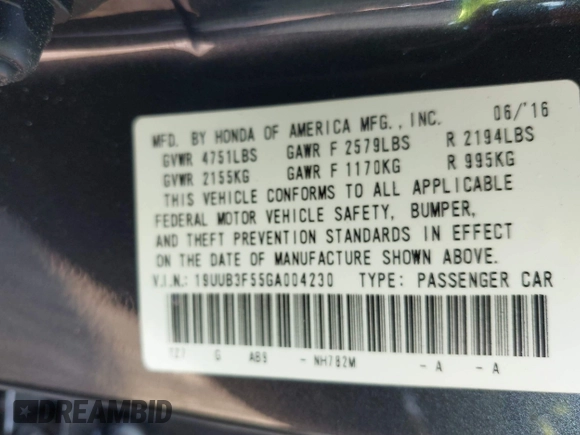 MFD. BY HONDA OF AMERICA MFG., INC. 06/'16
GVWR 4751LBS GAWR F 2579LBS R 2194LBS
GVWR 2155KG GAWR F 1170KG R 995KG
THIS VEHICLE CONFORMS TO ALL APPLICABLE
FEDERAL MOTOR VEHICLE SAFETY, BUMPER,
AND THEFT PREVENTION STANDARDS IN EFFECT
ON THE DATE OF MANUFACTURE SHOWN ABOVE.
V.I.N.: 19UUB3F55GA004230 TYPE: PASSENGER CAR
G AB9 - NH782M - A - A
DREAMBID